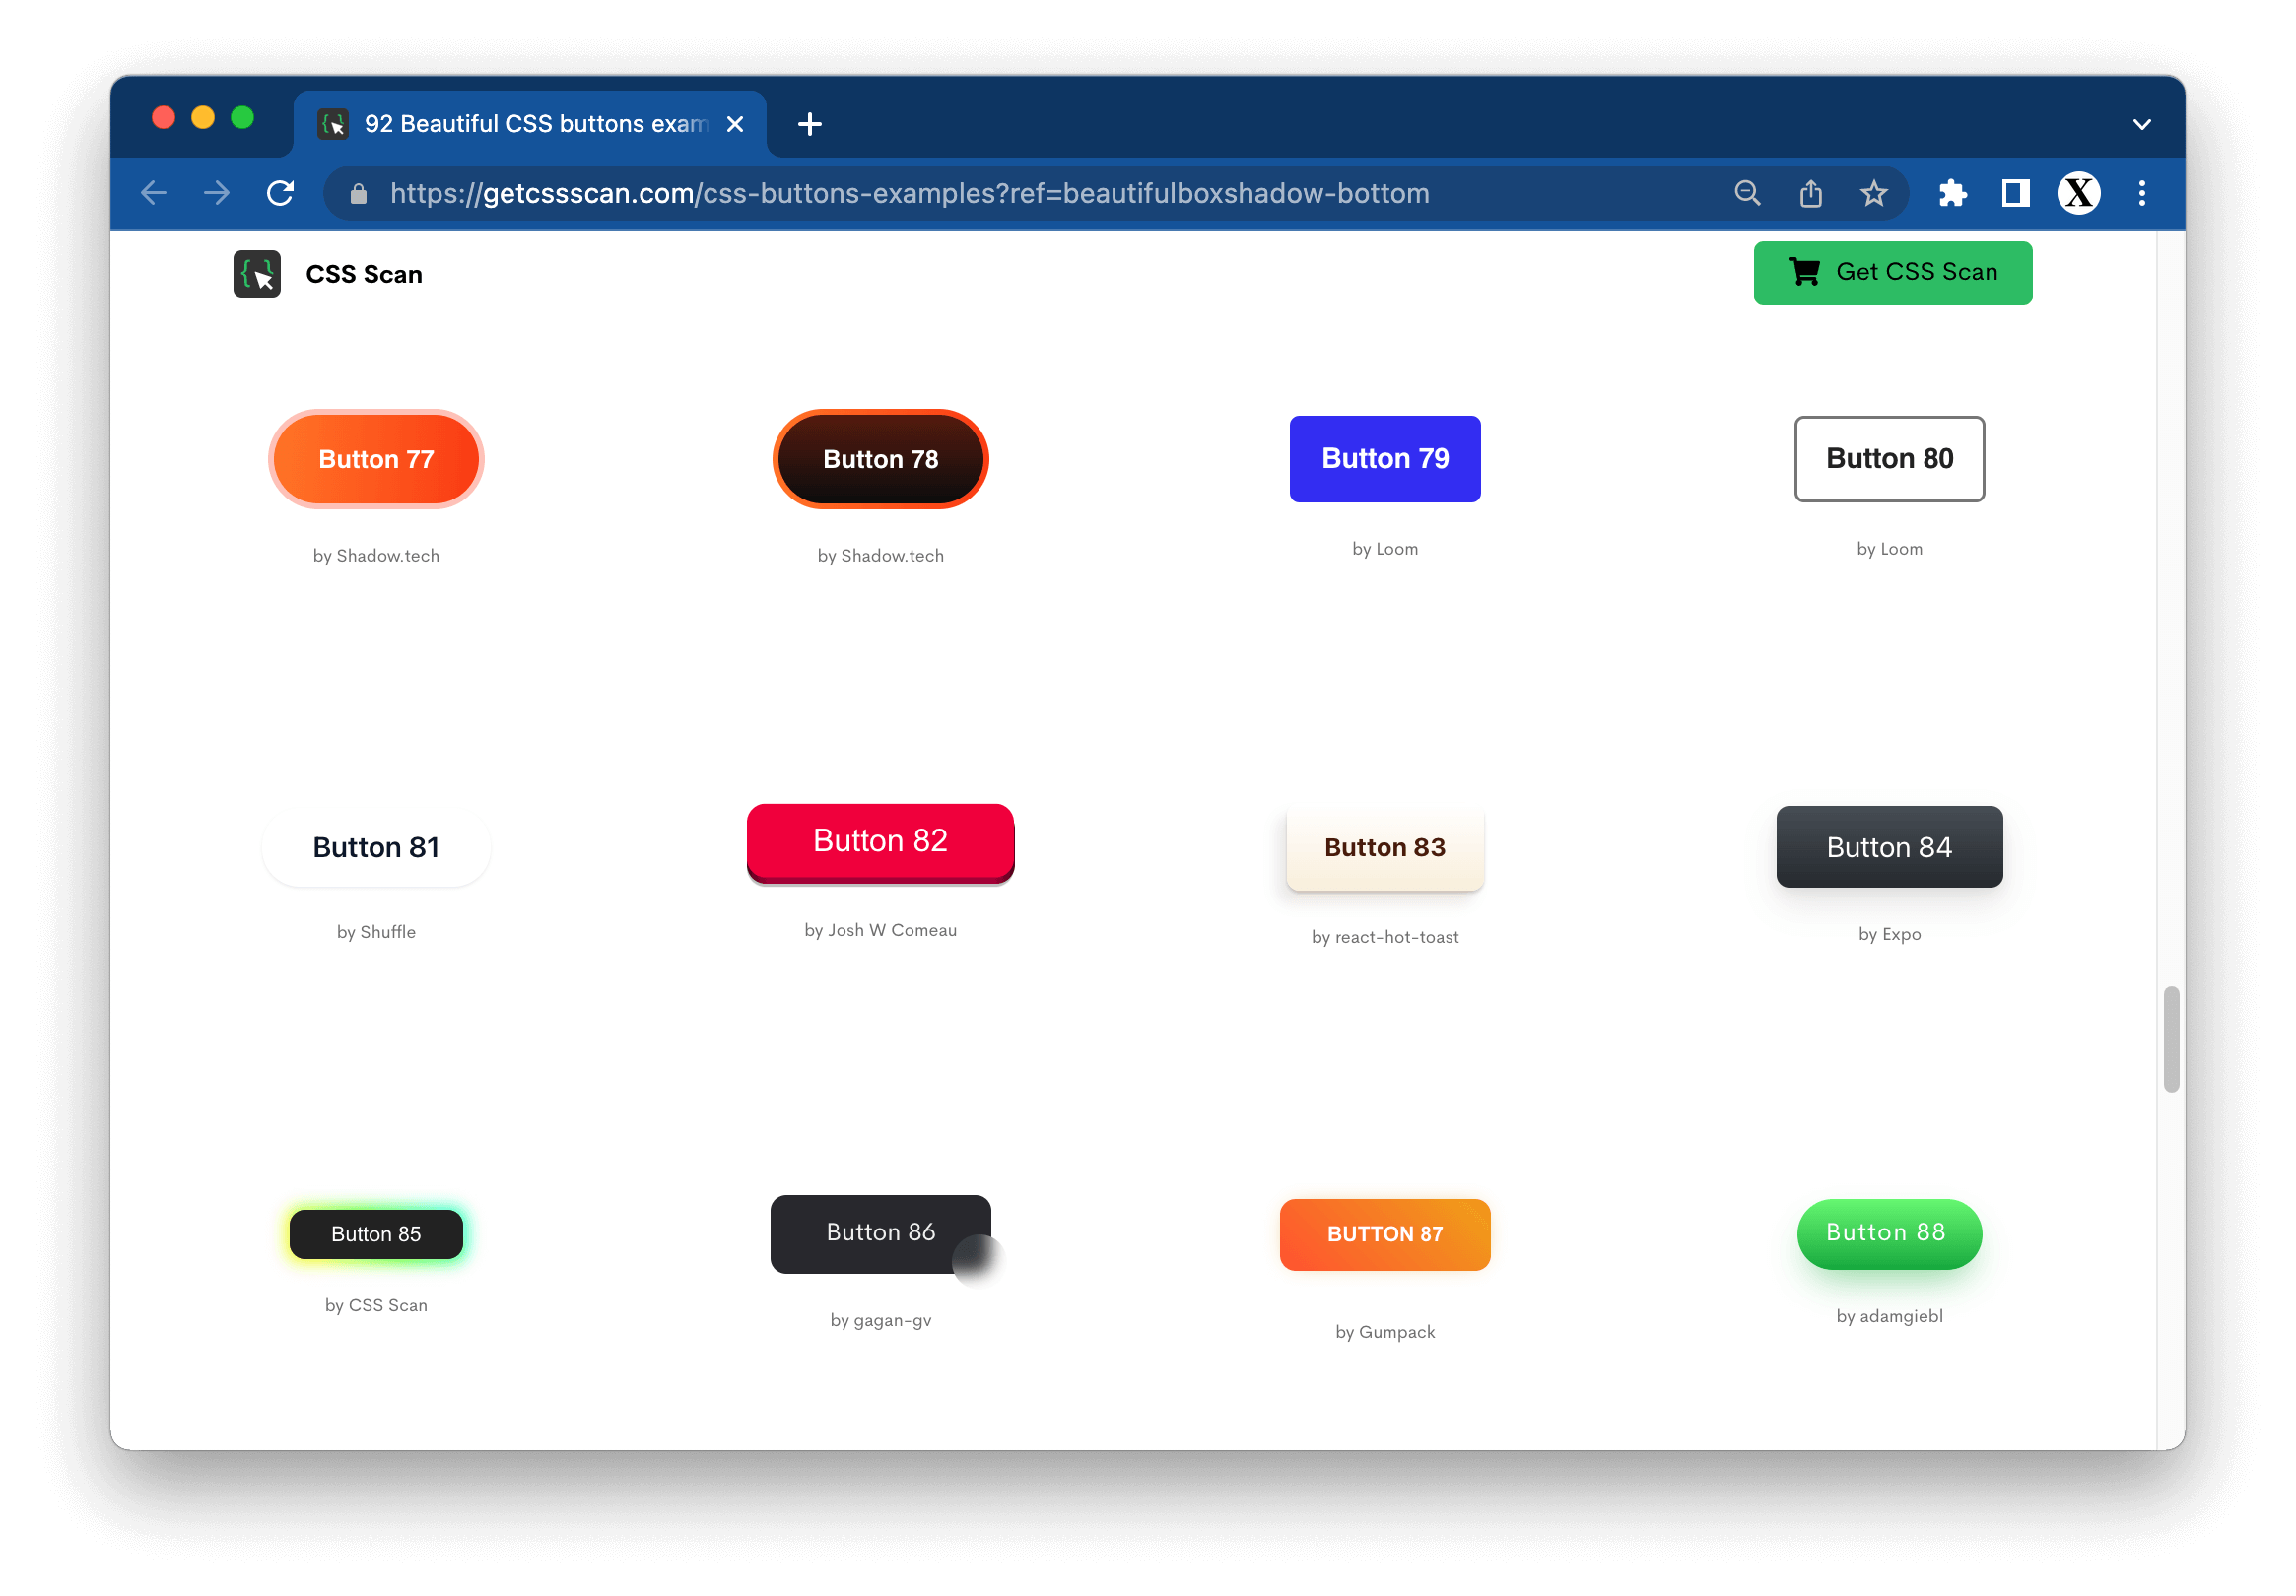 92 Beautiful CSS buttons exam
https://getcssscan.com/css-buttons-examples?ref=beautifulboxshadow-bottom
X
CSS Scan
Get CSS Scan
Button 77
Button 78
Button 79
Button 80
by Shadow.tech
by Shadow.tech
by Loom
by Loom
Button 81
Button 82
Button 83
Button 84
by Shuffle
by Josh W Comeau
by react-hot-toast
by Expo
Button 85
Button 86
BUTTON 87
Button 88
by CSS Scan
by gagan-gv
by Gumpack
by adamgiebl